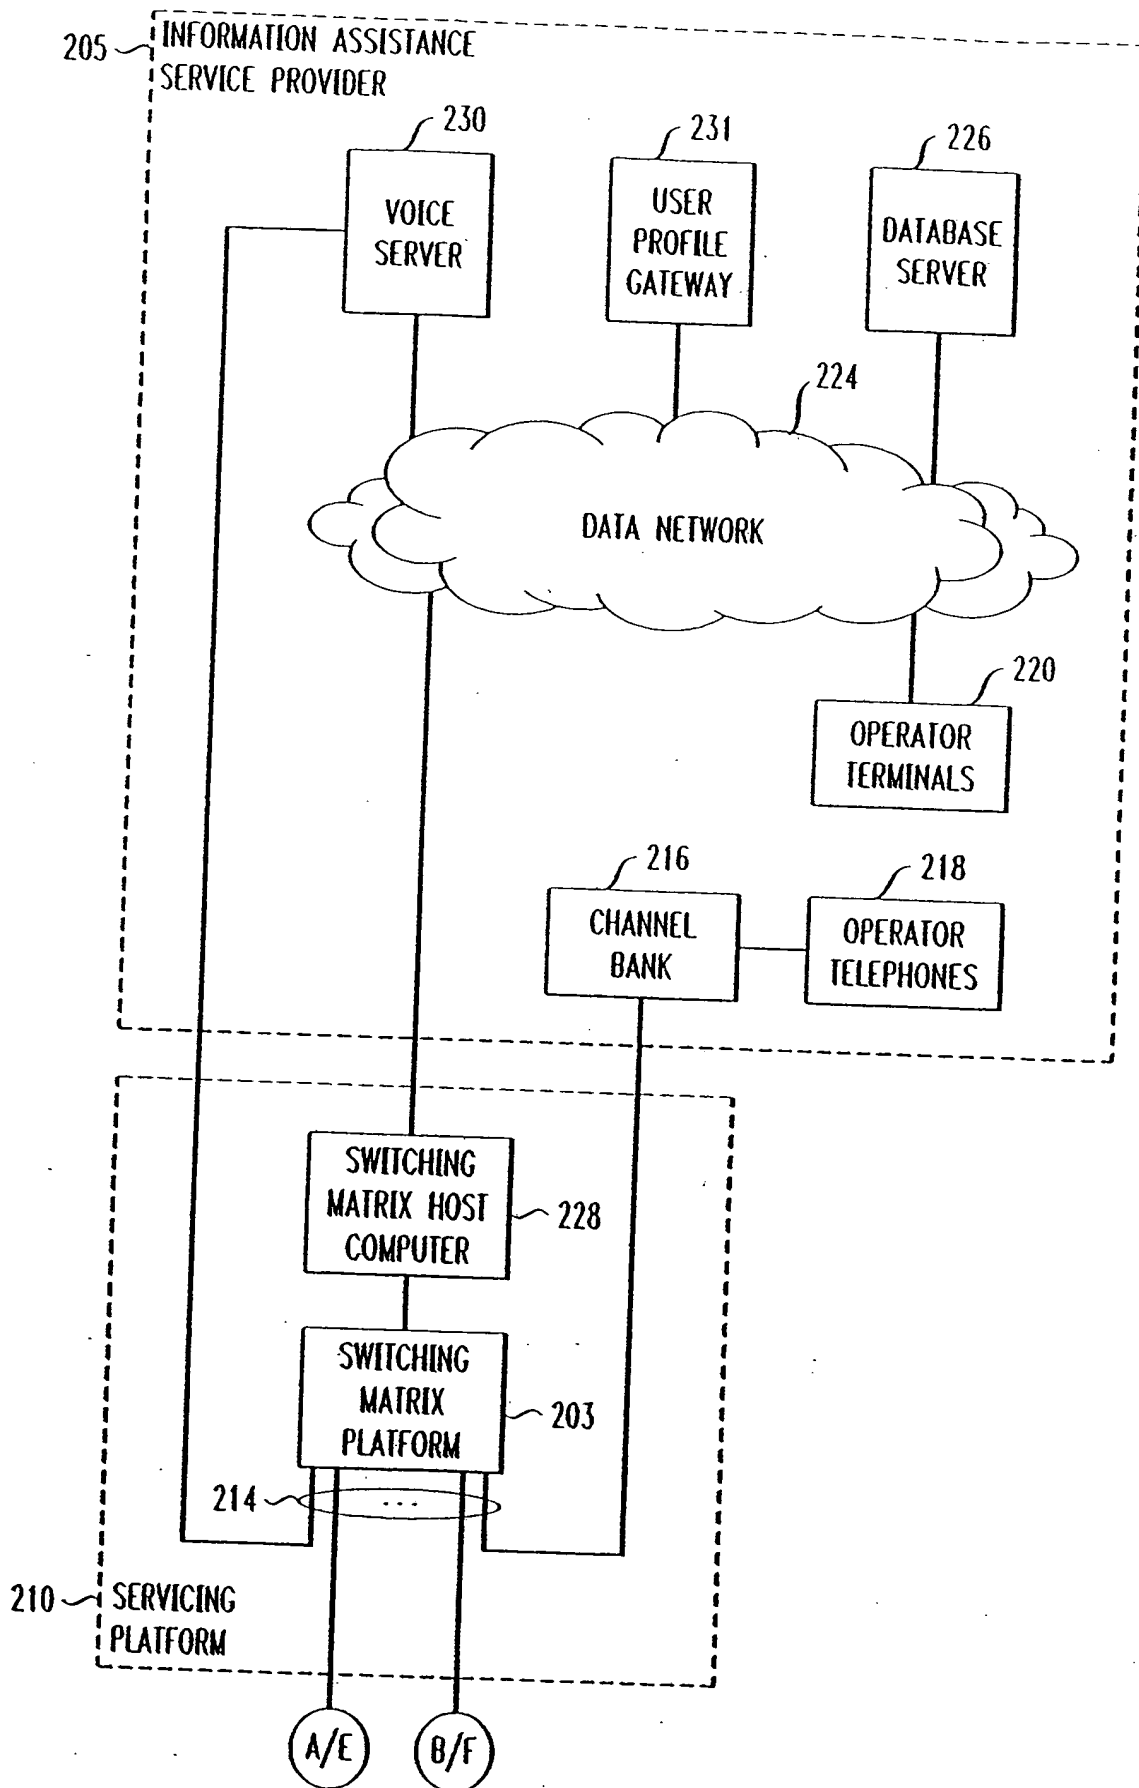 205
INFORMATION ASSISTANCE
SERVICE PROVIDER
230
231
226
VOICE
SERVER
USER
PROFILE
GATEWAY
DATABASE
SERVER
224
DATA NETWORK
220
OPERATOR
TERMINALS
216
218
CHANNEL
BANK
OPERATOR
TELEPHONES
SWITCHING
MATRIX HOST
COMPUTER
228
SWITCHING
MATRIX
PLATFORM
203
214
...
210
SERVICING
PLATFORM
A/E
B/F